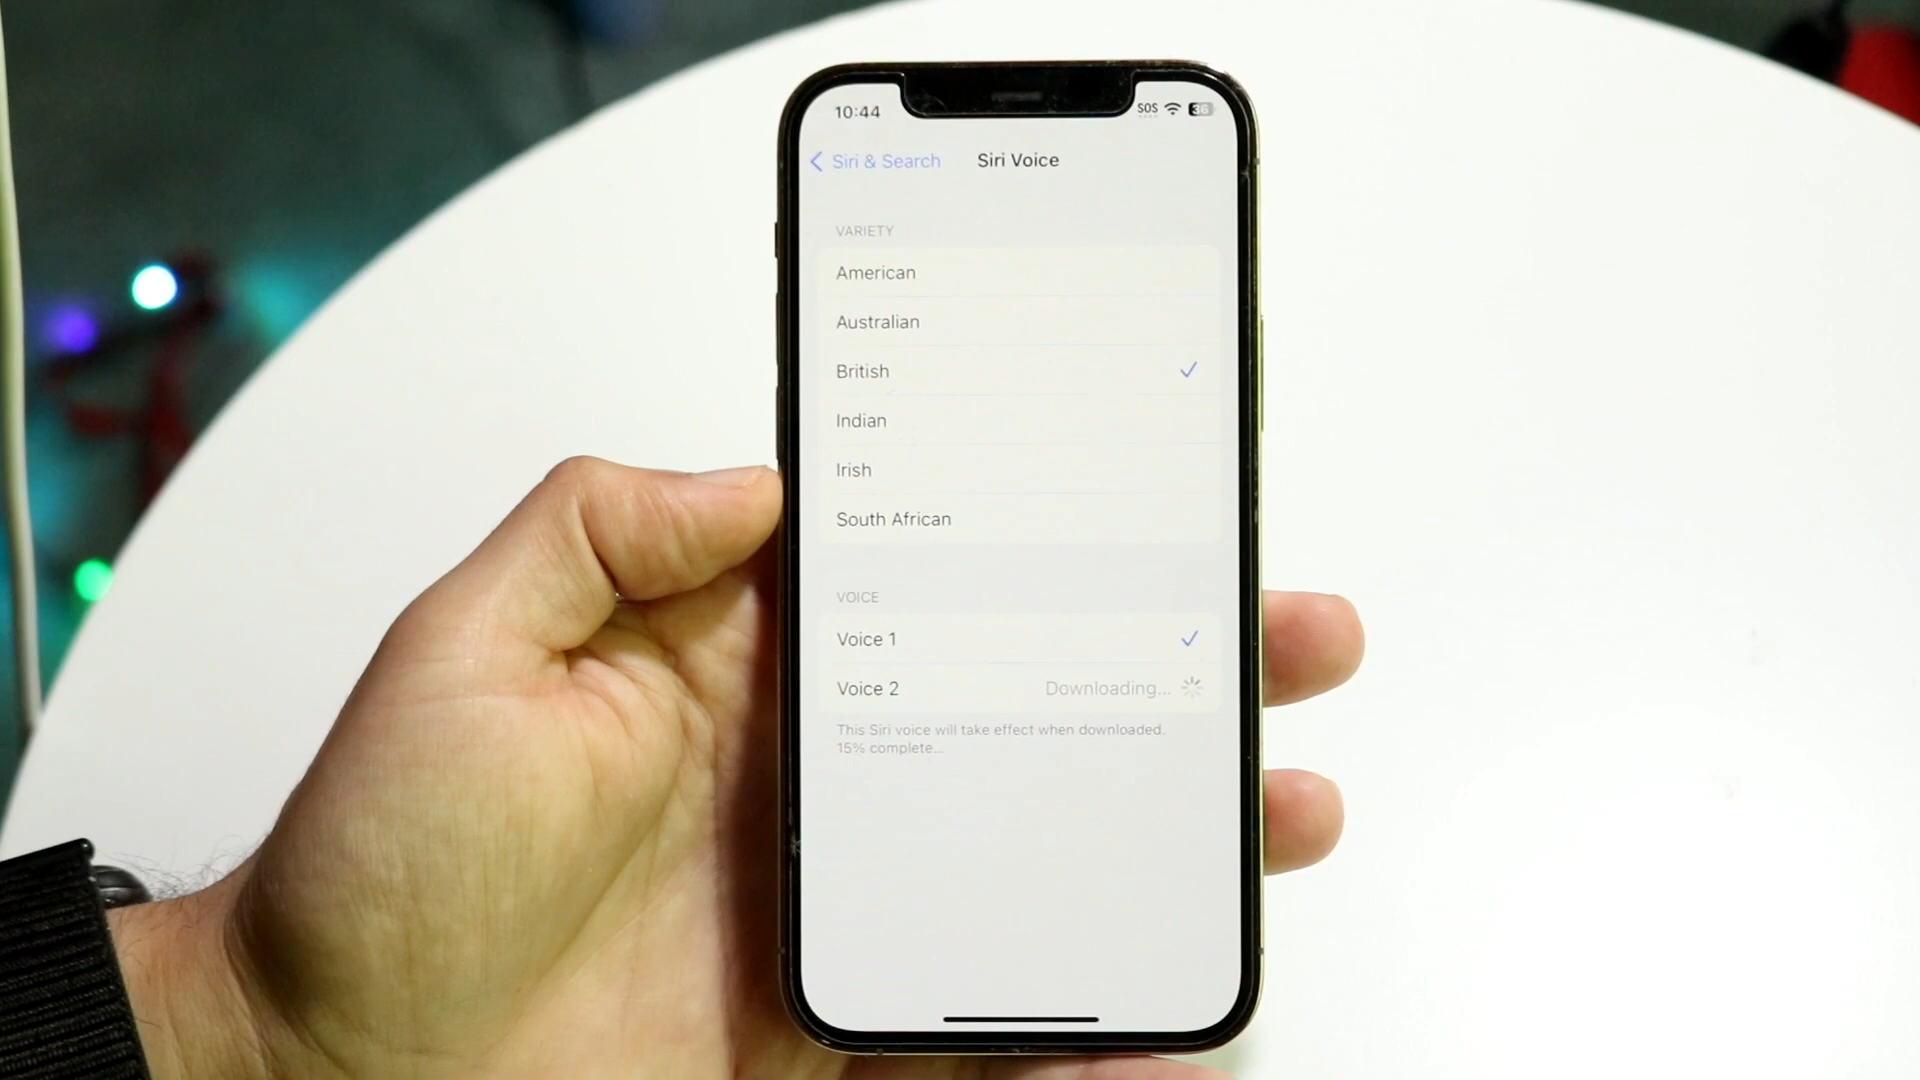 10:44
SOS 36
Siri & Search Siri Voice
VARIETY
American
Australian
British
Indian
Irish
South African
VOICE
Voice 1
Voice 2 Downloading...
This Siri voice will take effect when downloaded.
15% complete...